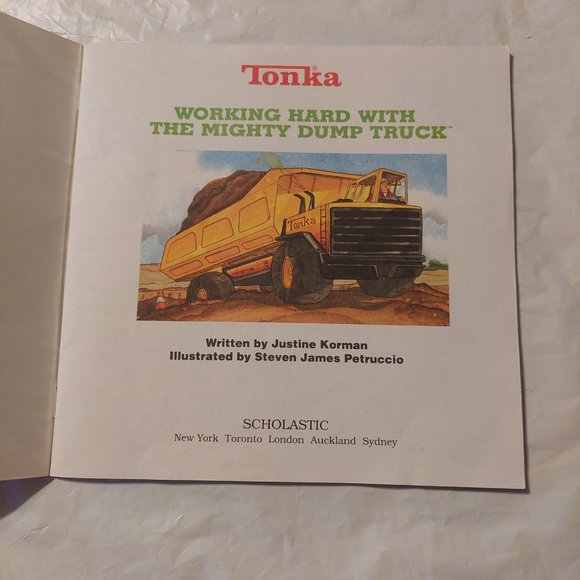 Tonka®
WORKING HARD WITH
THE MIGHTY DUMP TRUCK™
Tonka
Written by Justine Korman
Illustrated by Steven James Petruccio
SCHOLASTIC
New York Toronto London Auckland Sydney